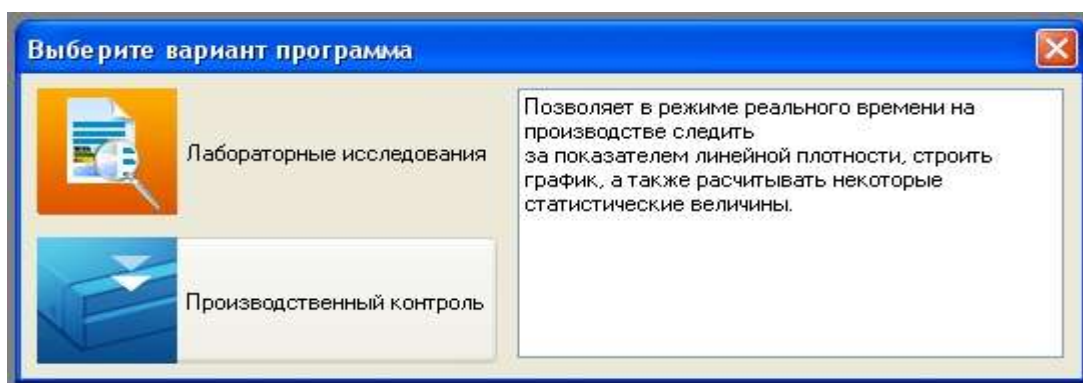 Выберите вариант программа
Лабораторные исследования
Производственный контроль
Позволяет в режиме реального времени на
производстве следить
за показателем линейной плотности, строить
график, а также расчитывать некоторые
статистические величины.